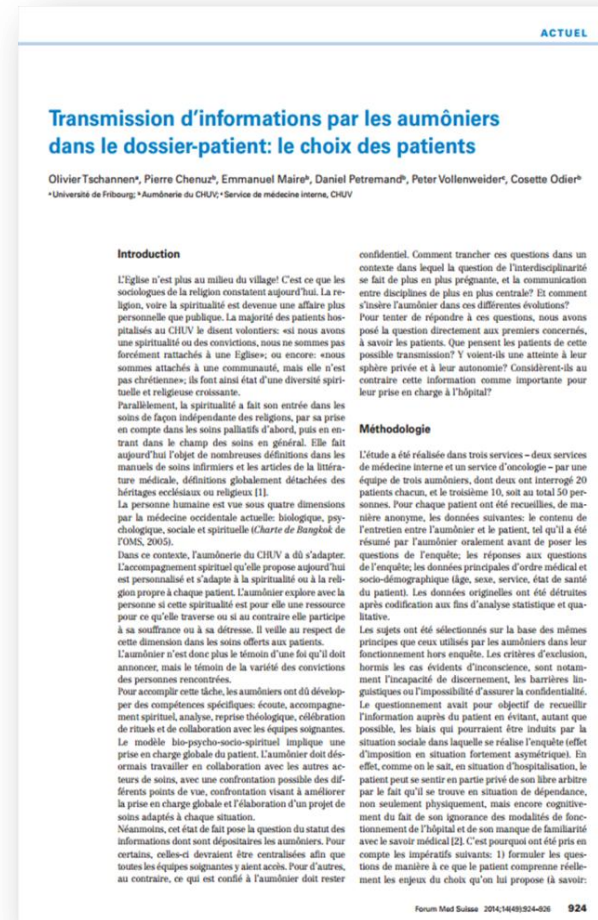 ACTUEL
Transmission d'informations par les aumôniers
dans le dossier-patient: le choix des patients
Olivier Tschannenᵃ, Pierre Chenuzᵇ, Emmanuel Maireᵇ, Daniel Petremandᵇ, Peter Vollenweiderᶜ, Cosette Odierᵇ
ᵃ Université de Fribourg; ᵇ Aumônerie du CHUV; ᶜ Service de médecine interne, CHUV
Introduction
L'Eglise n'est plus au milieu du village! C'est ce que les
sociologues de la religion constatent aujourd'hui. La re-
ligion, voire la spiritualité est devenue une affaire plus
personnelle que publique. La majorité des patients hos-
pitalisés au CHUV le disent volontiers: «si nous avons
une spiritualité ou des convictions, nous ne sommes pas
forcément rattachés à une Eglise»; ou encore: «nous
sommes attachés à une communauté, mais elle n'est
pas chrétienne»; ils font ainsi état d'une diversité spiri-
tuelle et religieuse croissante.
Parallèlement, la spiritualité a fait son entrée dans les
soins de façon indépendante des religions, par sa prise
en compte dans les soins palliatifs d'abord, puis en en-
trant dans le champ des soins en général. Elle fait
aujourd'hui l'objet de nombreuses définitions dans les
manuels de soins infirmiers et les articles de la littéra-
ture médicale, définitions globalement détachées des
héritages ecclésiaux ou religieux [1].
La personne humaine est vue sous quatre dimensions
par la médecine occidentale actuelle: biologique, psy-
chologique, sociale et spirituelle (Charte de Bangkok de
l'OMS, 2005).
Dans ce contexte, l'aumônerie du CHUV a dû s'adapter.
L'accompagnement spirituel qu'elle propose aujourd'hui
est personnalisé et s'adapte à la spiritualité ou à la reli-
gion propre à chaque patient. L'aumônier explore avec la
personne si cette spiritualité est pour elle une ressource
pour ce qu'elle traverse ou si au contraire elle participe
à sa souffrance ou à sa détresse. Il veille au respect de
cette dimension dans les soins offerts aux patients.
L'aumônier n'est donc plus le témoin d'une foi qu'il doit
annoncer, mais le témoin de la variété des convictions
des personnes rencontrées.
Pour accomplir cette tâche, les aumôniers ont dû dévelop-
per des compétences spécifiques: écoute, accompagne-
ment spirituel, analyse, reprise théologique, célébration
de rituels et de collaboration avec les équipes soignantes.
Le modèle bio-psycho-socio-spirituel implique une
prise en charge globale du patient. L'aumônier doit dés-
ormais travailler en collaboration avec les autres ac-
teurs de soins, avec une confrontation possible des dif-
férents points de vue, confrontation visant à améliorer
la prise en charge globale et l'élaboration d'un projet de
soins adaptés à chaque situation.
Néanmoins, cet état de fait pose la question du statut des
informations dont sont dépositaires les aumôniers. Pour
certains, celles-ci devraient être centralisées afin que
toutes les équipes soignantes y aient accès. Pour d'autres,
au contraire, ce qui est confié à l'aumônier doit rester
confidentiel. Comment trancher ces questions dans un
contexte dans lequel la question de l'interdisciplinarité
se fait de plus en plus prégnante, et la communication
entre disciplines de plus en plus centrale? Et comment
s'insère l'aumônier dans ces différentes évolutions?
Pour tenter de répondre à ces questions, nous avons
posé la question directement aux premiers concernés,
à savoir les patients. Que pensent les patients de cette
possible transmission? Y voient-ils une atteinte à leur
sphère privée et à leur autonomie? Considèrent-ils au
contraire cette information comme importante pour
leur prise en charge à l'hôpital?
Méthodologie
L'étude a été réalisée dans trois services – deux services
de médecine interne et un service d'oncologie – par une
équipe de trois aumôniers, dont deux ont interrogé 20
patients chacun, et le troisième 10, soit au total 50 per-
sonnes. Pour chaque patient ont été recueillies, de ma-
nière anonyme, les données suivantes: le contenu de
l'entretien entre l'aumônier et le patient, tel qu'il a été
résumé par l'aumônier oralement avant de poser les
questions de l'enquête; les réponses aux questions
de l'enquête; les données principales d'ordre médical et
socio-démographique (âge, sexe, service, état de santé
du patient). Les données originelles ont été détruites
après codification aux fins d'analyse statistique et qua-
litative.
Les sujets ont été sélectionnés sur la base des mêmes
principes que ceux utilisés par les aumôniers dans leur
fonctionnement hors enquête. Les critères d'exclusion,
hormis les cas évidents d'inconscience, sont notam-
ment l'incapacité de discernement, les barrières lin-
guistiques ou l'impossibilité d'assurer la confidentialité.
Le questionnement avait pour objectif de recueillir
l'information auprès du patient en évitant, autant que
possible, les biais qui pourraient être induits par la
situation sociale dans laquelle se réalise l'enquête (effet
d'imposition en situation fortement asymétrique). En
effet, comme on le sait, en situation d'hospitalisation, le
patient peut se sentir en partie privé de son libre arbitre
par le fait qu'il se trouve en situation de dépendance,
non seulement physiquement, mais encore cognitive-
ment du fait de son ignorance des modalités de fonc-
tionnement de l'hôpital et de son manque de familiarité
avec le savoir médical [2]. C'est pourquoi ont été pris en
compte les impératifs suivants: 1) formuler les ques-
tions de manière à ce que le patient comprenne réelle-
ment les enjeux du choix qu'on lui propose (à savoir:
Forum Med Suisse 2014;14(49):924–926 924